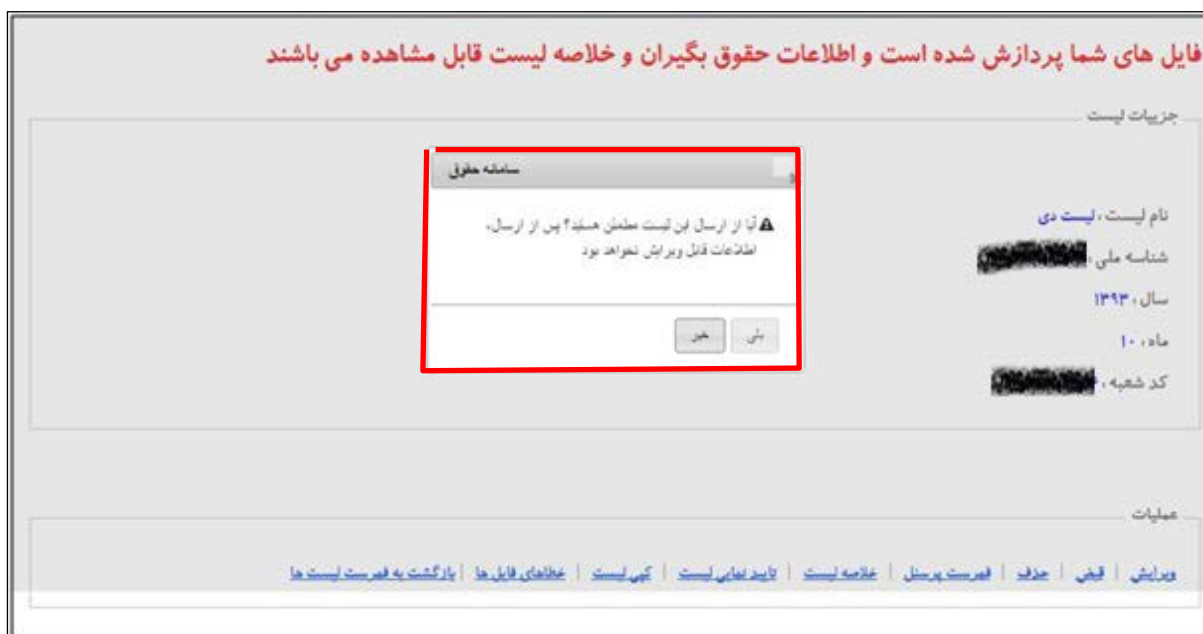 فایل های شما پردازش شده است و اطلاعات حقوق بگیران و خلاصه لیست قابل مشاهده می باشند
جزییات لیست
سامانه حقوق
آیا از ارسال این لیست مطمئن هستید؟ پس از ارسال،
اطلاعات قابل ویرایش نخواهد بود
بلی خیر
نام لیست : لیست دی
شناسه ملی :
سال : ۱۳۹۳
ماه : ۱۰
کد شعبه :
عملیات
ویرایش | قبض | حذف | فهرست پرسنل | خلاصه لیست | تایید نهایی لیست | کپی لیست | خطاهای فایل ها | بازگشت به فهرست لیست ها